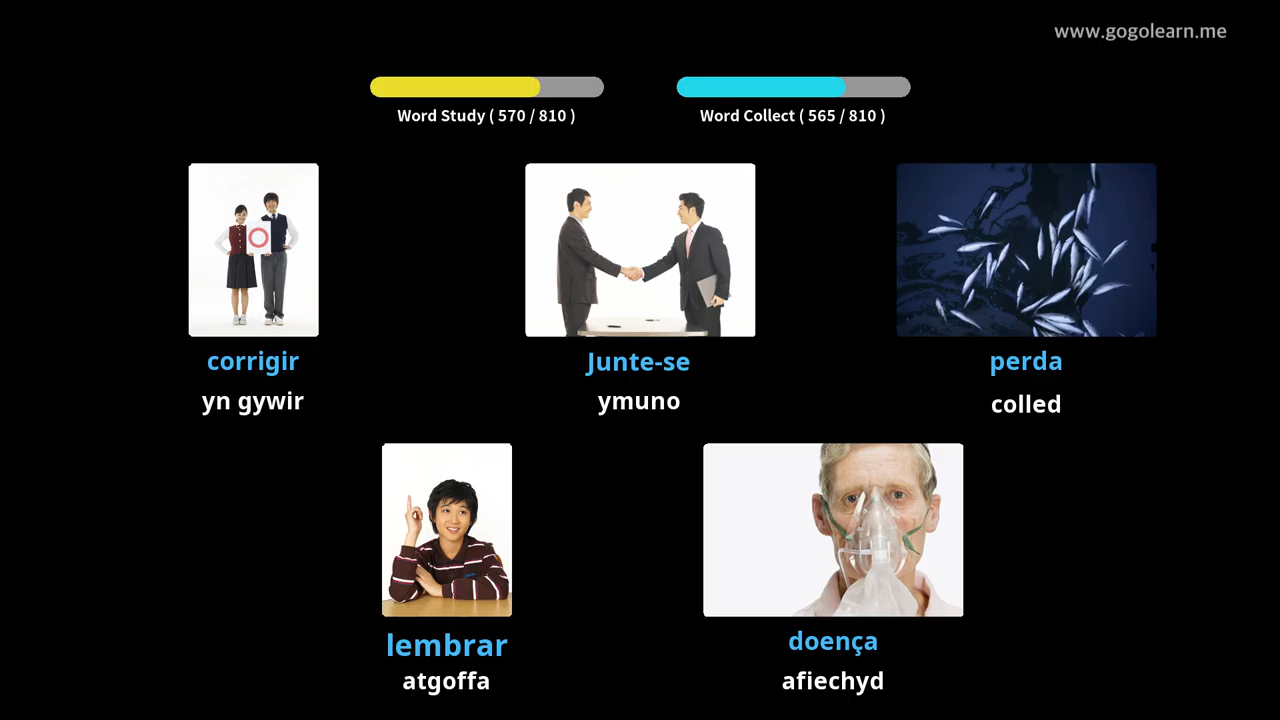 www.gogolearn.me
Word Study ( 570 / 810 )
Word Collect ( 565 / 810 )
corrigir
yn gywir
Junte-se
ymuno
perda
colled
lembrar
atgoffa
doença
afiechyd